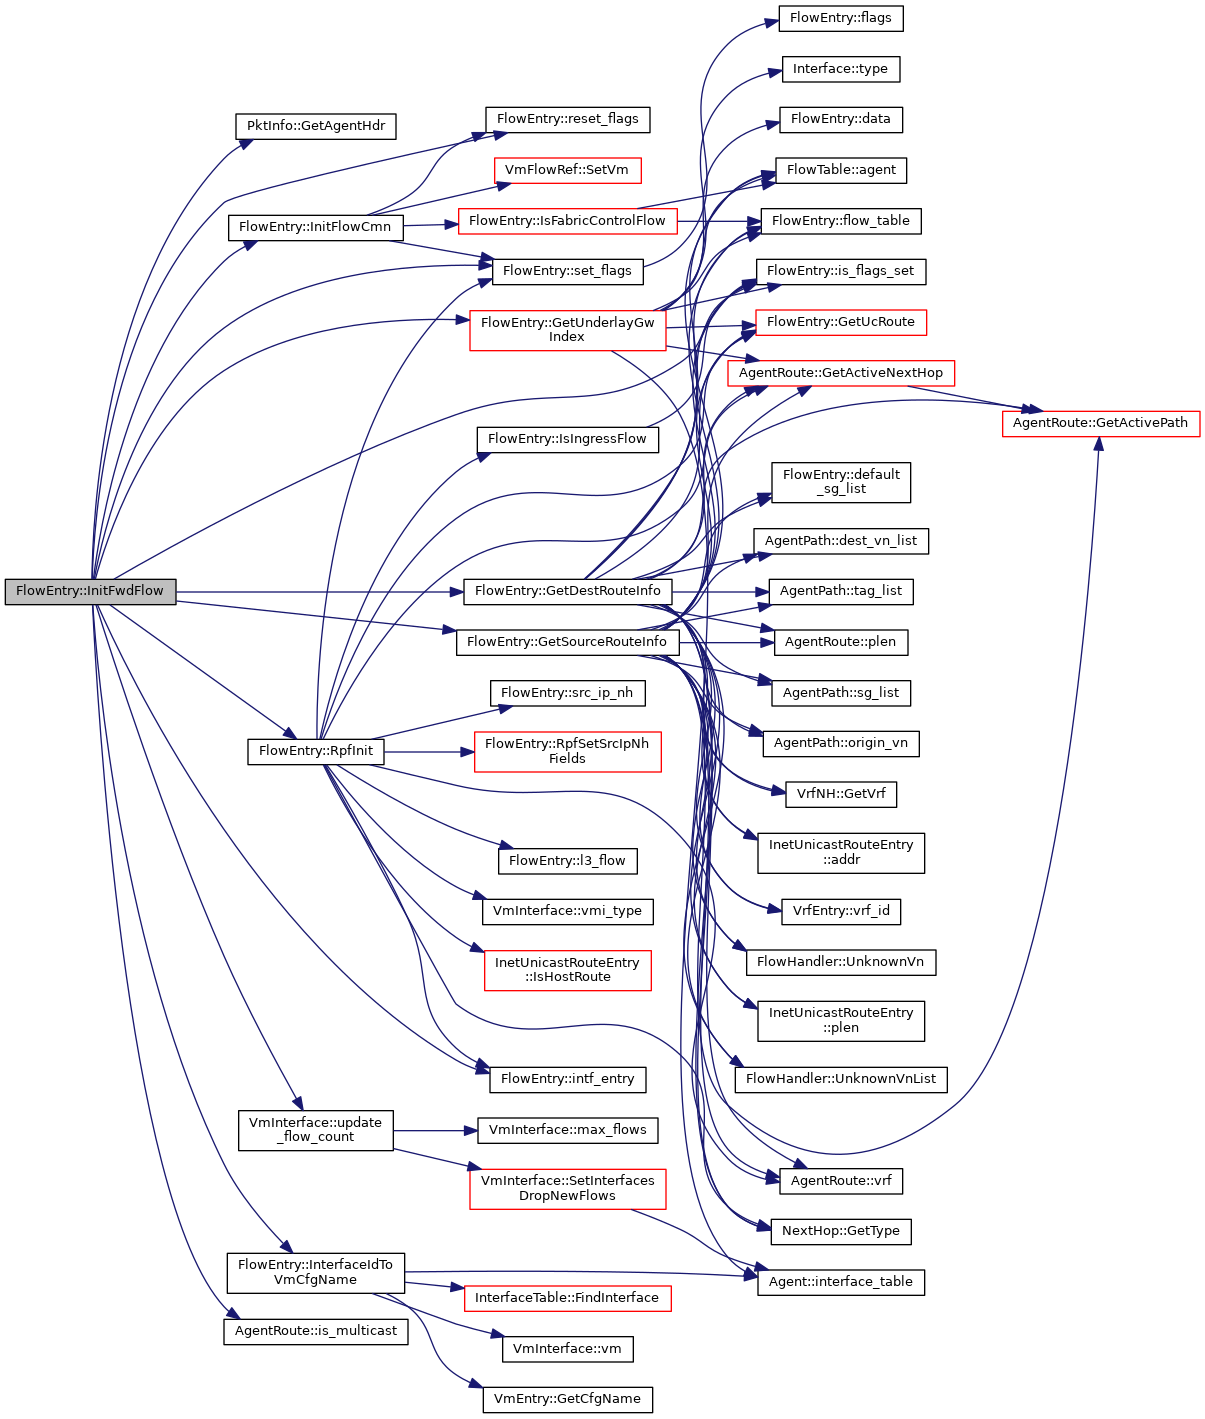 FlowEntry::flags
Interface::type
FlowEntry::data
PktInfo::GetAgentHdr
FlowEntry::reset_flags
VmFlowRef::SetVm
FlowTable::agent
FlowEntry::InitFlowCmn
FlowEntry::IsFabricControlFlow
FlowEntry::flow_table
FlowEntry::set_flags
FlowEntry::is_flags_set
FlowEntry::GetUnderlayGw
Index
FlowEntry::GetUcRoute
AgentRoute::GetActiveNextHop
AgentRoute::GetActivePath
FlowEntry::IsIngressFlow
FlowEntry::default
_sg_list
AgentPath::dest_vn_list
FlowEntry::InitFwdFlow
FlowEntry::GetDestRouteInfo
AgentPath::tag_list
FlowEntry::GetSourceRouteInfo
AgentRoute::plen
FlowEntry::src_ip_nh
AgentPath::sg_list
FlowEntry::RpfInit
FlowEntry::RpfSetSrcIpNh
Fields
AgentPath::origin_vn
VrfNH::GetVrf
FlowEntry::l3_flow
InetUnicastRouteEntry
::addr
VmInterface::vmi_type
VrfEntry::vrf_id
InetUnicastRouteEntry
::IsHostRoute
FlowHandler::UnknownVn
InetUnicastRouteEntry
::plen
FlowEntry::intf_entry
FlowHandler::UnknownVnList
VmInterface::update
_flow_count
VmInterface::max_flows
VmInterface::SetInterfaces
DropNewFlows
AgentRoute::vrf
NextHop::GetType
FlowEntry::InterfaceIdTo
VmCfgName
Agent::interface_table
InterfaceTable::FindInterface
AgentRoute::is_multicast
VmInterface::vm
VmEntry::GetCfgName